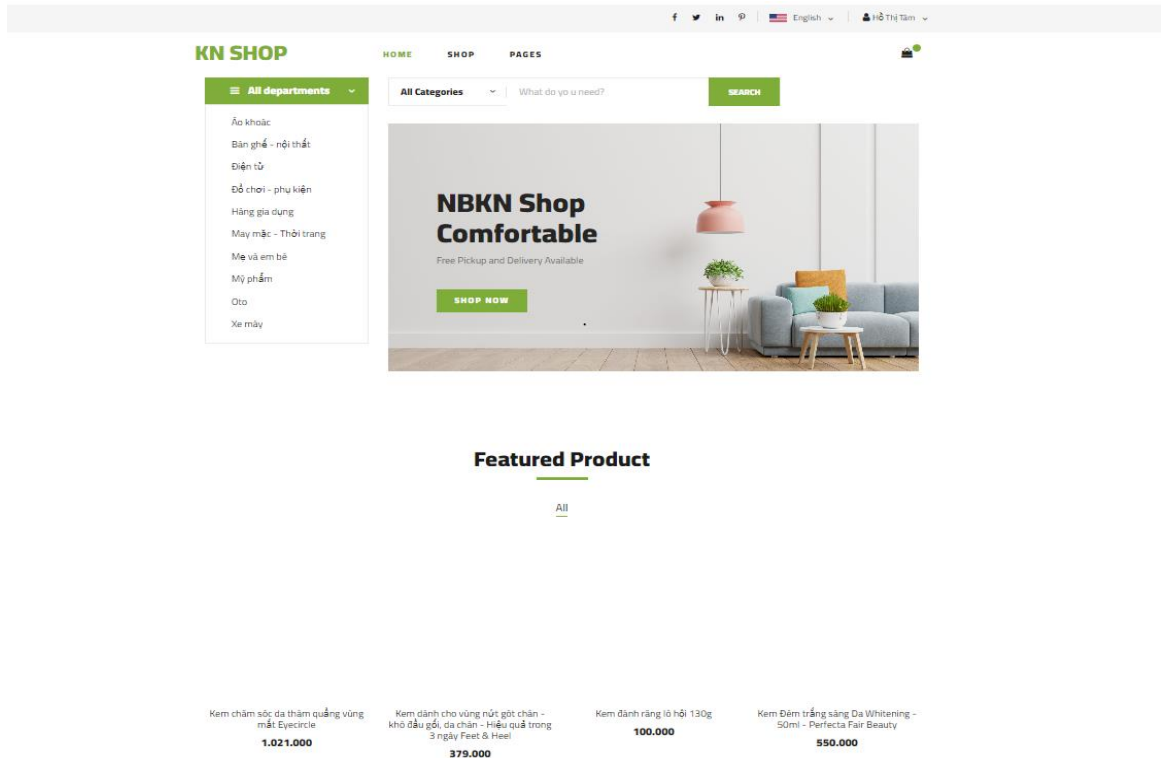 English
Hồ Thị Tâm
KN SHOP
HOME
SHOP
PAGES
All departments
All Categories
What do yo u need?
SEARCH
Áo khoác
Bàn ghế - nội thất
Điện tử
Đồ chơi - phụ kiện
Hàng gia dụng
May mặc - Thời trang
Mẹ và em bé
Mỹ phẩm
Oto
Xe máy
NBKN Shop
Comfortable
Free Pickup and Delivery Available
SHOP NOW
Featured Product
All
Kem chăm sóc da thâm quầng vùng
mắt Eyecircle
1.021.000
Kem dành cho vùng nứt gót chân -
khô đầu gối, da chân - Hiệu quả trong
3 ngày Feet & Heel
379.000
Kem đánh răng lô hội 130g
100.000
Kem Đêm trắng sáng Da Whitening -
50ml - Perfecta Fair Beauty
550.000